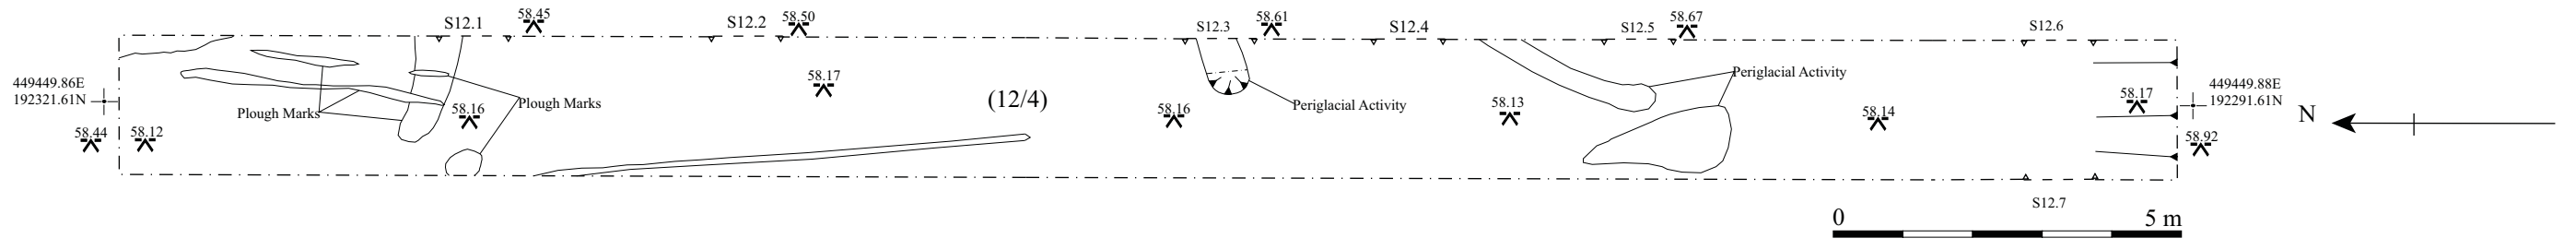 S12.1
58.45
S12.2
58.50
S12.3
58.61
S12.4
S12.5
58.67
S12.6
449449.86E
192321.61N
58.44
58.12
Plough Marks
58.16
Plough Marks
58.17
(12/4)
58.16
Periglacial Activity
58.13
Periglacial Activity
58.14
58.17
449449.88E
192291.61N
58.92
N
S12.7
0 5 m